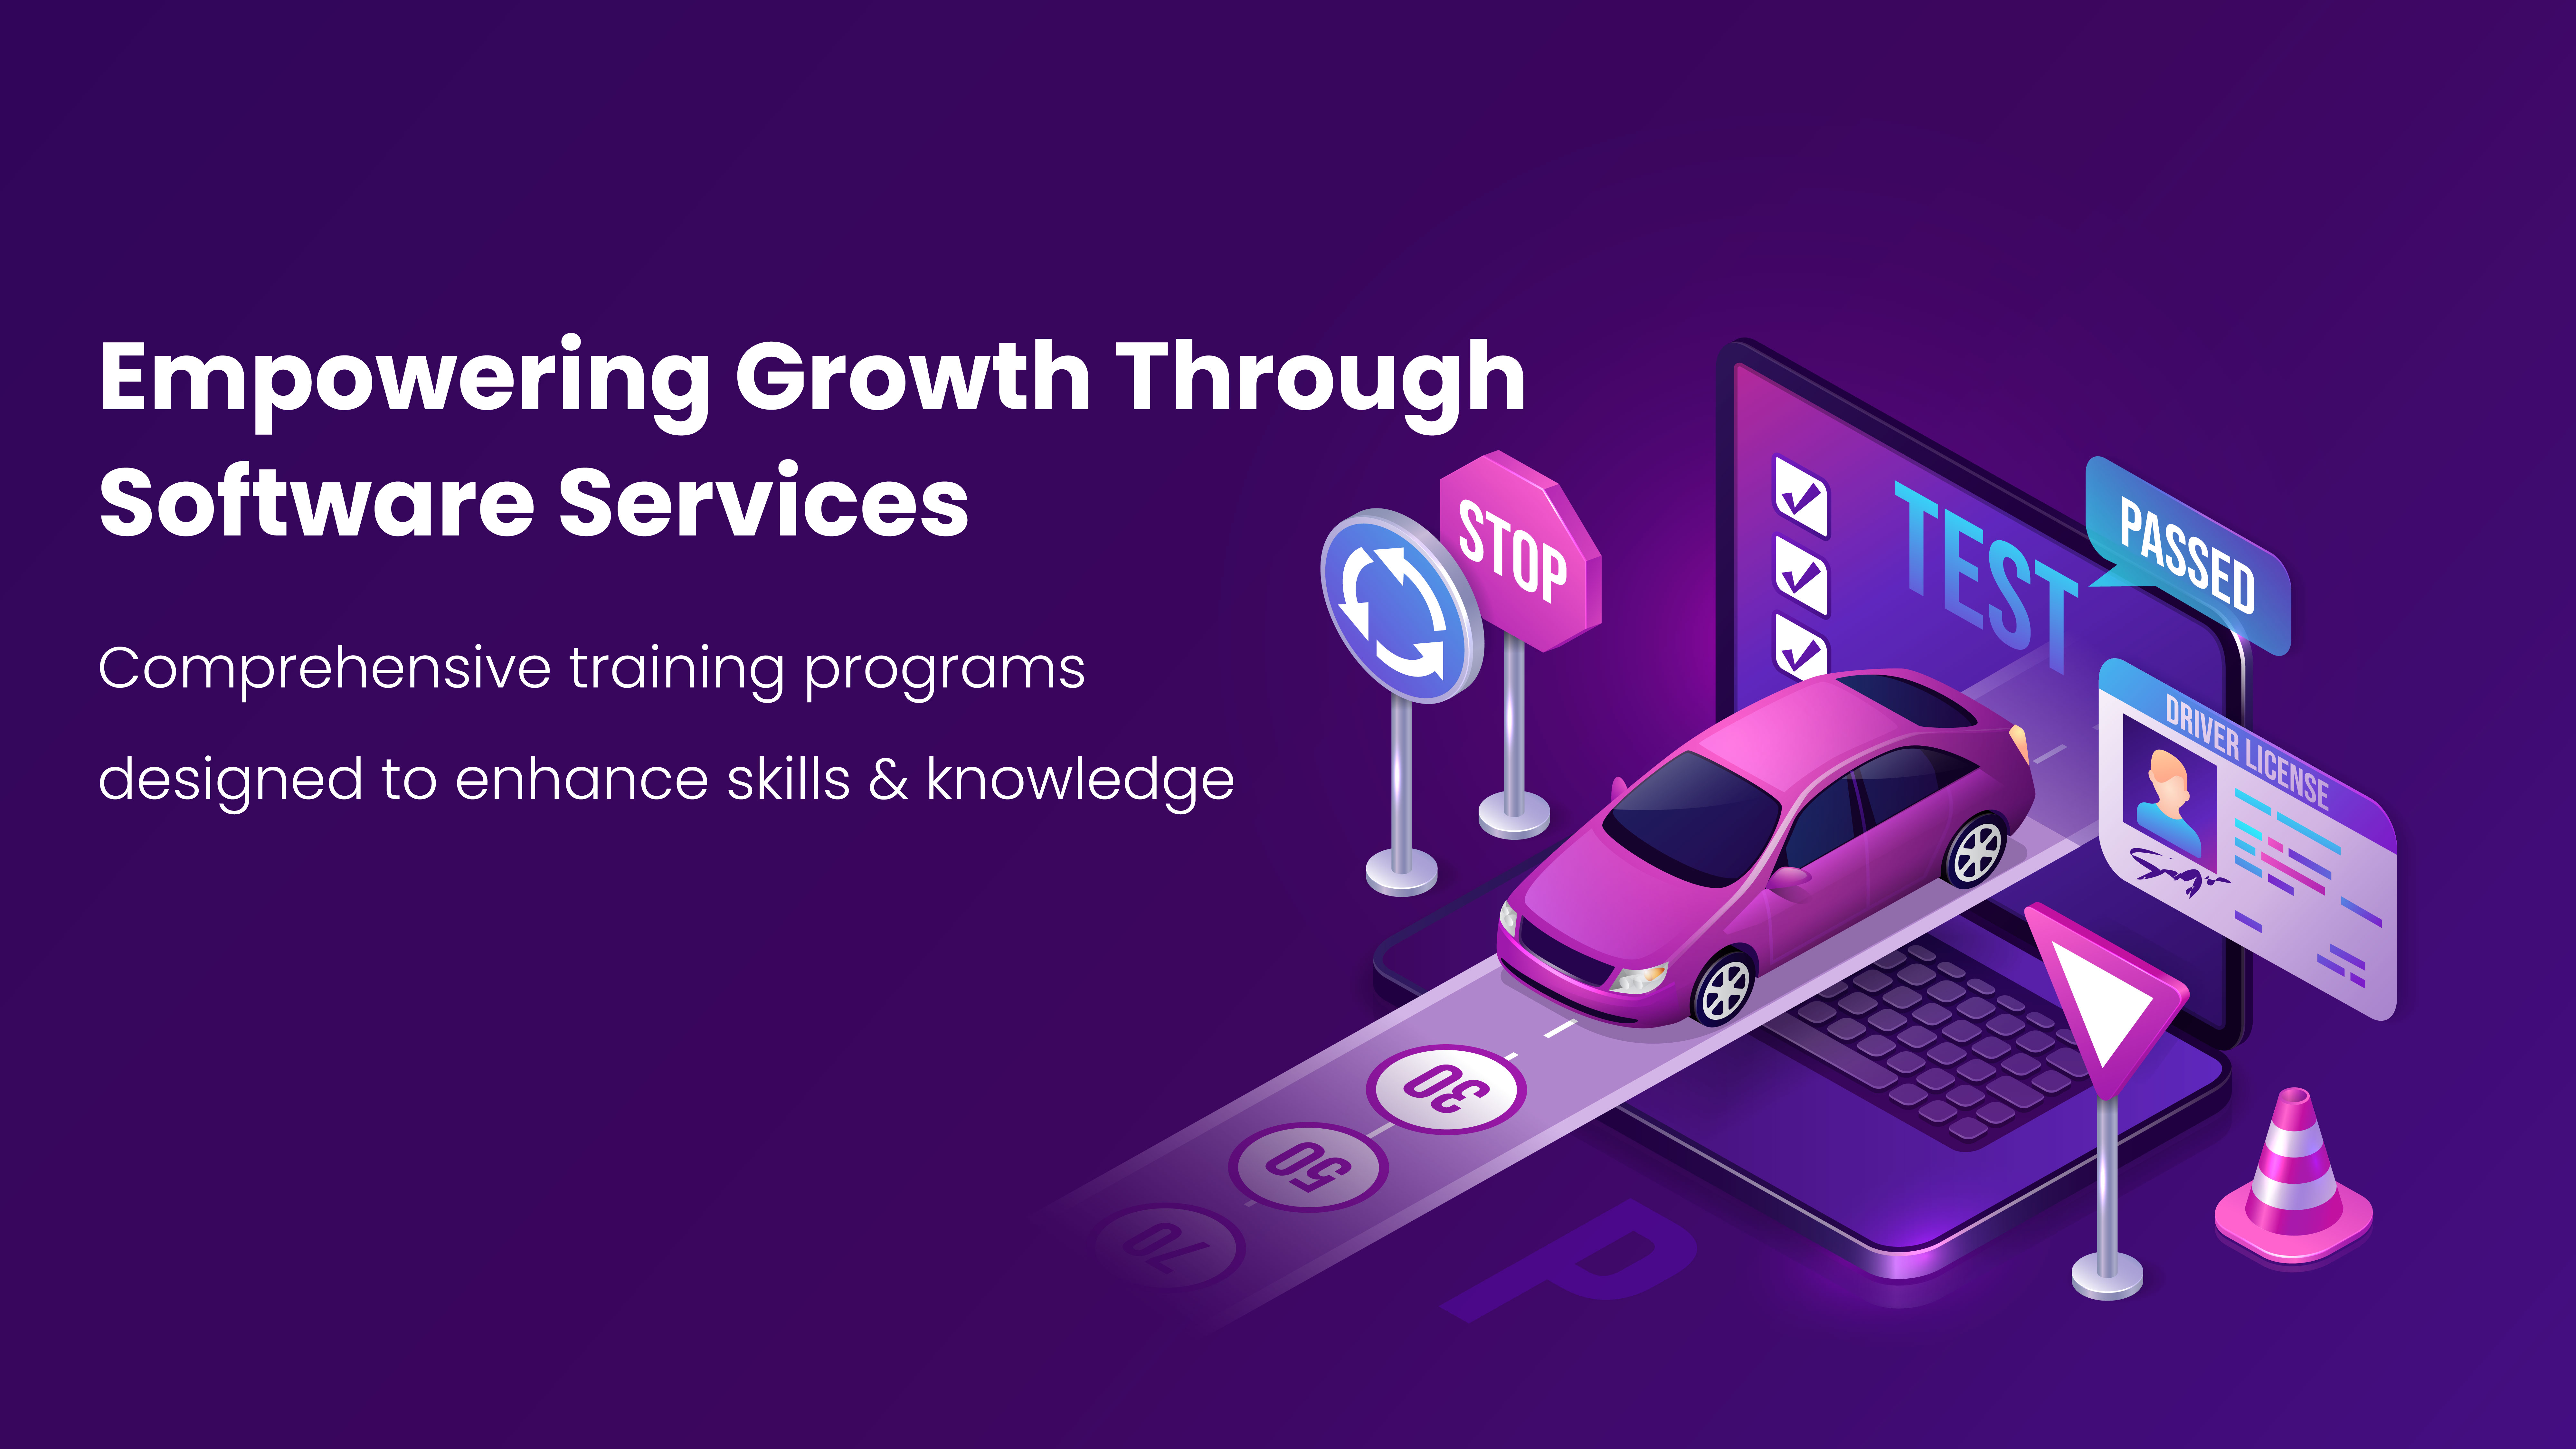 Empowering Growth Through
Software Services
Comprehensive training programs
designed to enhance skills & knowledge
STOP
TEST
PASSED
DRIVER LICENSE
30
50
70
P